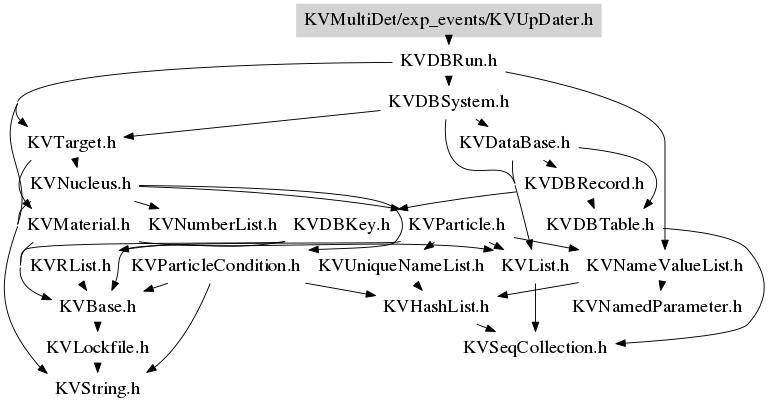 KVMultiDet/exp_events/KVUpDater.h
KVDBRun.h
KVDBSystem.h
KVTarget.h
KVDataBase.h
KVNucleus.h
KVDBRecord.h
KVMaterial.h
KVNumberList.h
KVDBKey.h
KVParticle.h
KVDBTable.h
KVRList.h
KVParticleCondition.h
KVUniqueNameList.h
KVList.h
KVNameValueList.h
KVBase.h
KVHashList.h
KVNamedParameter.h
KVLockfile.h
KVSeqCollection.h
KVString.h